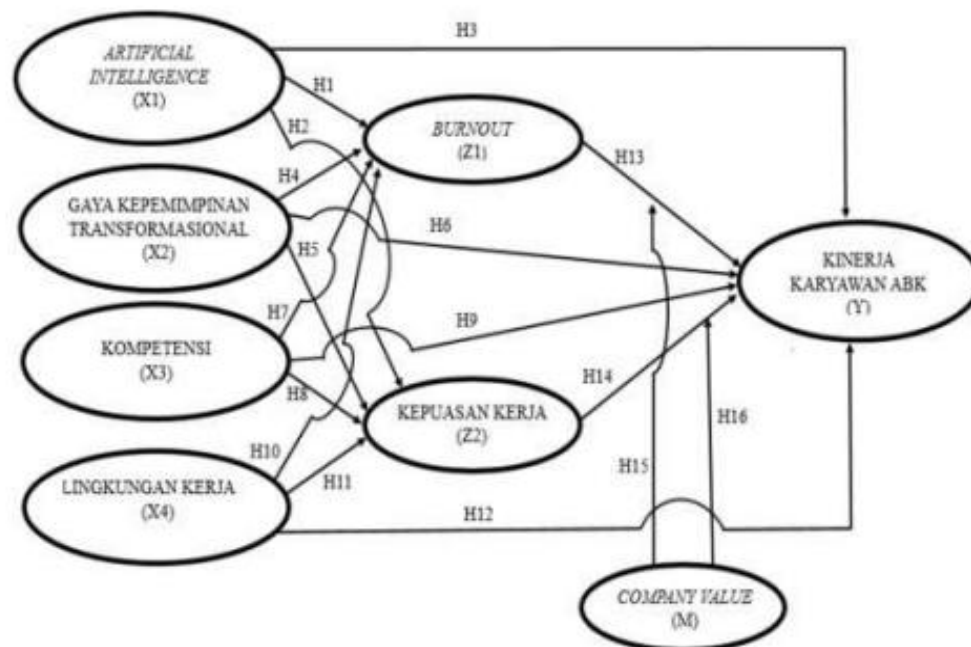 H3
ARTIFICIAL
INTELLIGENCE
(X1)
H1
H2
BURNOUT
(Z1)
H13
H4
GAYA KEPEMIMPINAN
TRANSFORMASIONAL
(X2)
H5
H6
KINERJA
KARYAWAN ABK
(Y)
H7
H9
KOMPETENSI
(X3)
H8
H14
KEPUASAN KERJA
(Z2)
H16
H10
H15
LINGKUNGAN KERJA
(X4)
H11
H12
COMPANY VALUE
(M)